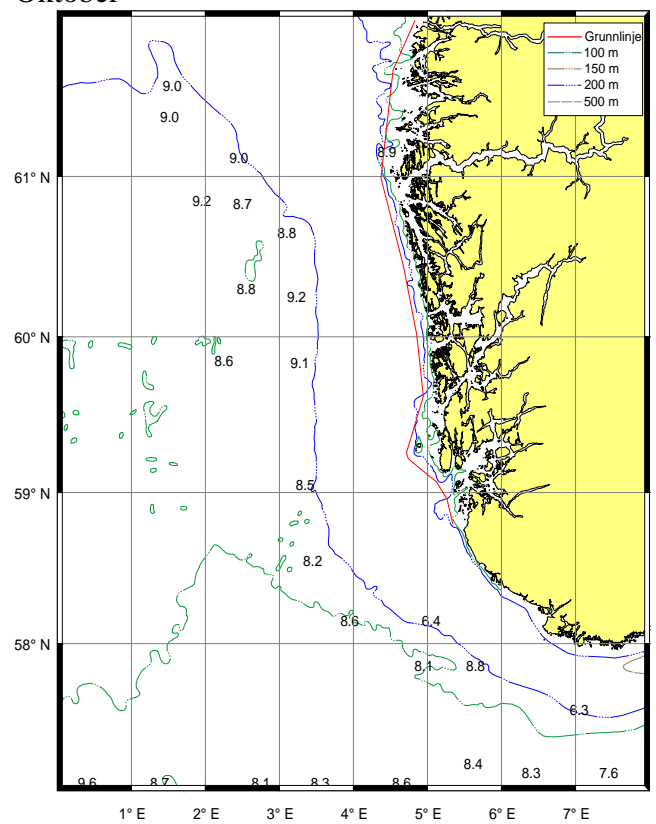 Oktober
Grunnlinje
100 m
150 m
200 m
500 m
9.0
9.0
8.9
9.0
61° N
9.2 8.7
8.8
8.8
9.2
60° N
8.6 9.1
8.5
59° N
8.2
8.6 6.4
58° N
8.1 8.8
6.3
8.4
8.3 7.6
9.6 8.7 8.1 8.3 8.6
1° E 2° E 3° E 4° E 5° E 6° E 7° E